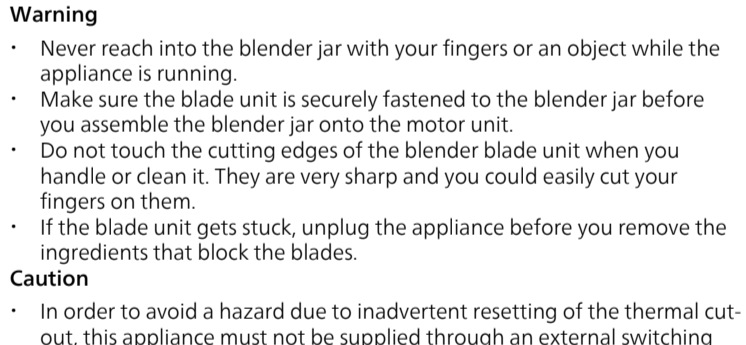 Warning
· Never reach into the blender jar with your fingers or an object while the
appliance is running.
· Make sure the blade unit is securely fastened to the blender jar before
you assemble the blender jar onto the motor unit.
· Do not touch the cutting edges of the blender blade unit when you
handle or clean it. They are very sharp and you could easily cut your
fingers on them.
· If the blade unit gets stuck, unplug the appliance before you remove the
ingredients that block the blades.
Caution
· In order to avoid a hazard due to inadvertent resetting of the thermal cut-
out, this appliance must not be supplied through an external switching